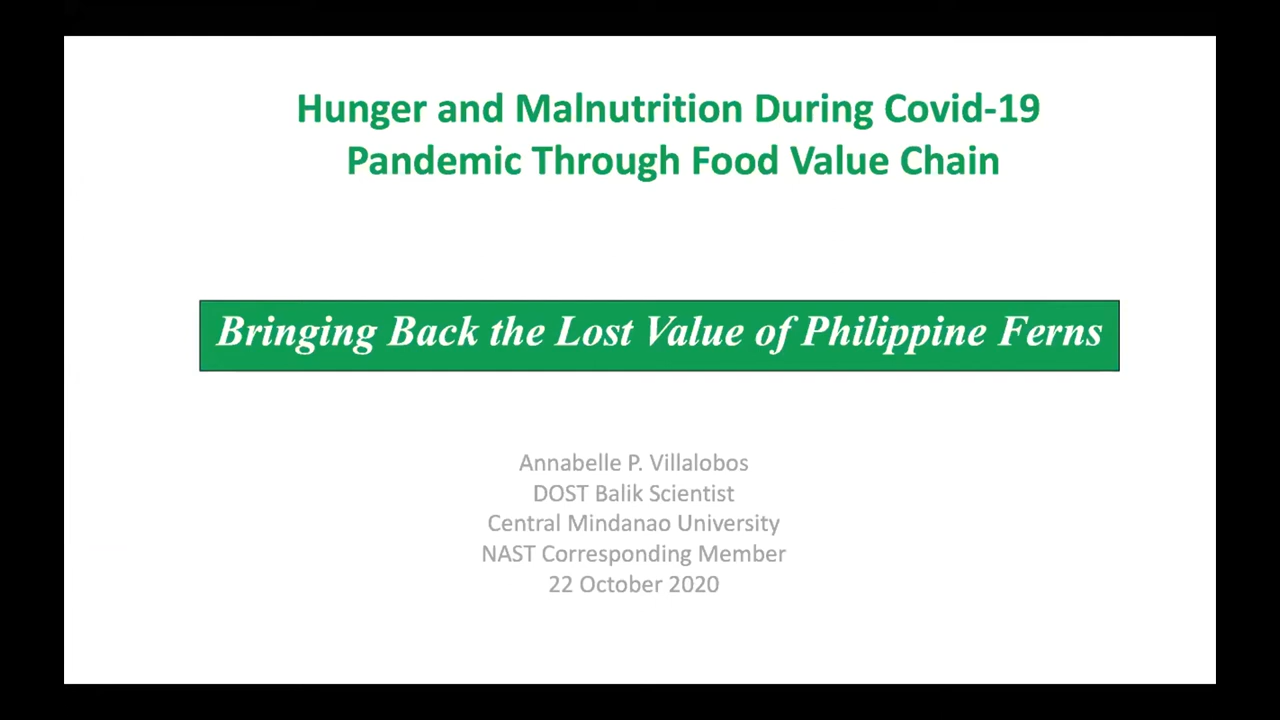 Hunger and Malnutrition During Covid-19
Pandemic Through Food Value Chain
Bringing Back the Lost Value of Philippine Ferns
Annabelle P. Villalobos
DOST Balik Scientist
Central Mindanao University
NAST Corresponding Member
22 October 2020